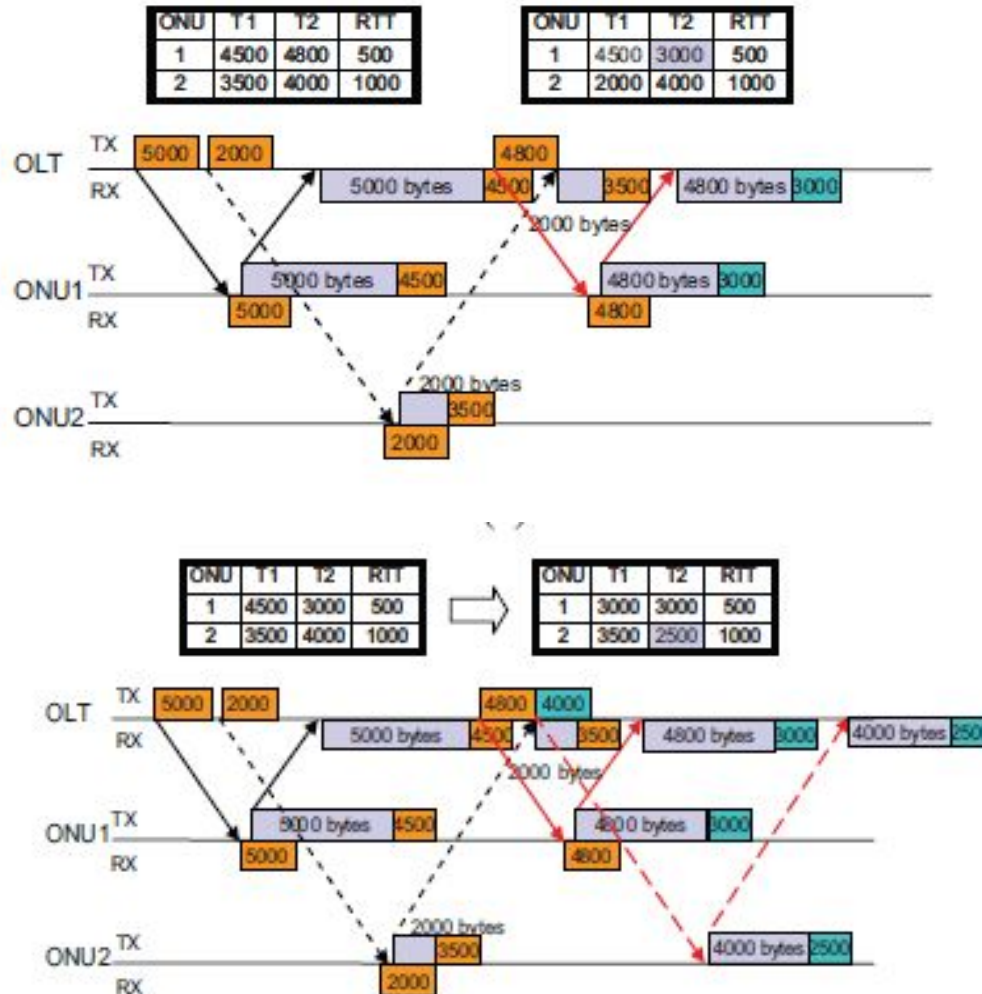 ONU T1 T2 RTT
1 4500 4800 500
2 3500 4000 1000
ONU T1 T2 RTT
1 4500 3000 500
2 2000 4000 1000
OLT TX 5000 2000 4800
RX 5000 bytes 4500 3500 4800 bytes 3000
2000 bytes
ONU1 TX 5000 bytes 4500 4800 bytes 3000
RX 5000 4800
2000 bytes
ONU2 TX 3500
RX 2000
ONU T1 T2 RTT
1 4500 3000 500
2 3500 4000 1000
ONU T1 T2 RTT
1 3000 3000 500
2 3500 2500 1000
OLT TX 5000 2000 4800 4000
RX 5000 bytes 4500 3500 4800 bytes 3000 4000 bytes 2500
2000 bytes
ONU1 TX 5000 bytes 4500 4800 bytes 3000
RX 5000 4800
2000 bytes
ONU2 TX 3500 4000 bytes 2500
RX 2000